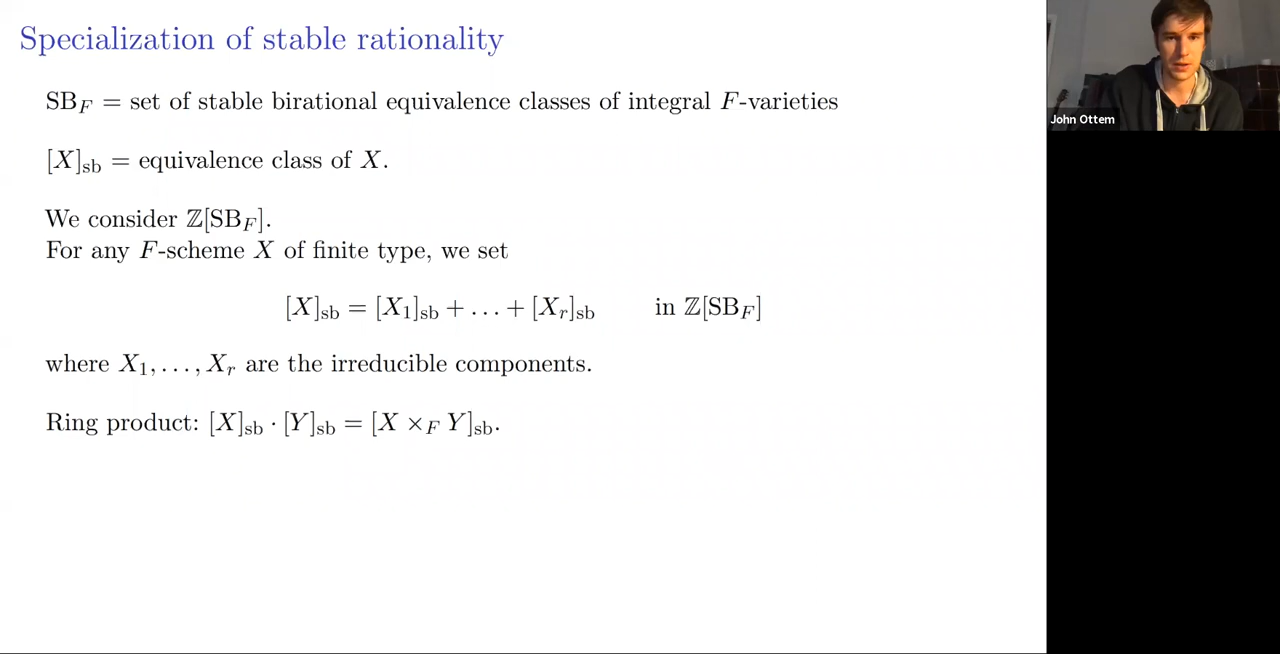 Specialization of stable rationality
SB_F = set of stable birational equivalence classes of integral F-varieties
[X]_sb = equivalence class of X.
We consider ℤ[SB_F].
For any F-scheme X of finite type, we set
[X]_sb = [X_1]_sb + … + [X_r]_sb in ℤ[SB_F]
where X_1, …, X_r are the irreducible components.
Ring product: [X]_sb · [Y]_sb = [X ×_F Y]_sb.
John Ottem